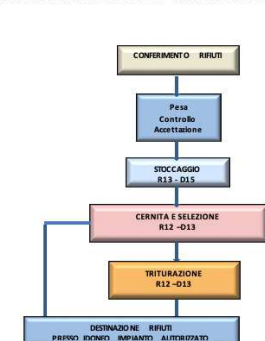 CONFERIMENTO RIFIUTI
Pesa
Controllo
Accettazione
STOCCAGGIO
R13 - D15
CERNITA E SELEZIONE
R12 –D13
TRITURAZIONE
R12 –D13
DESTINAZIONE RIFIUTI
PRESSO IDONEO IMPIANTO AUTORIZZATO